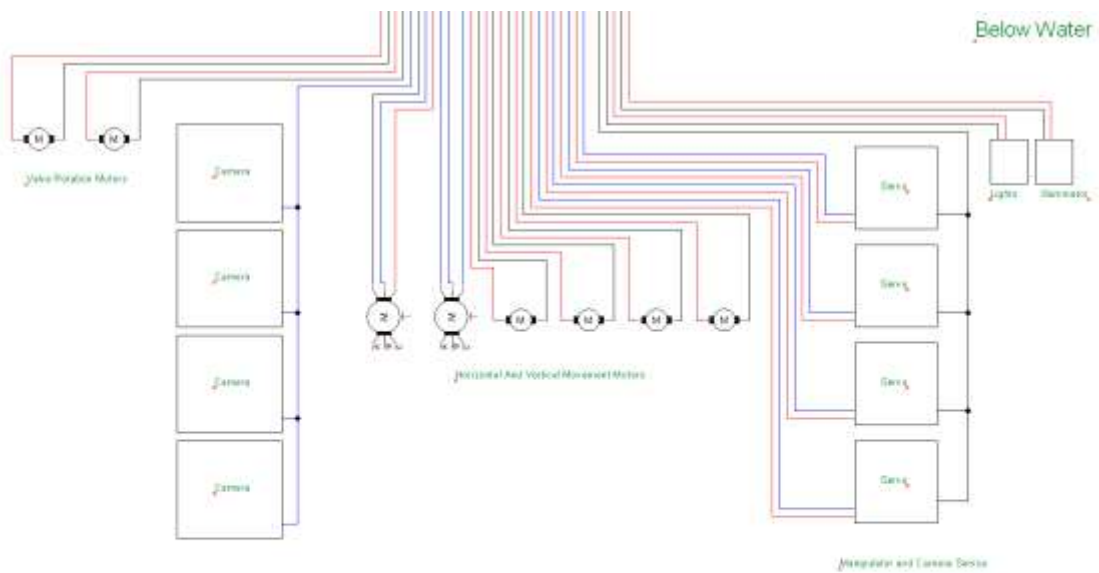 Below Water
M
M
Valve Rotation Motors
Camera
Camera
Camera
Camera
M
M
M
M
M
M
Horizontal And Vertical Movement Motors
Servo
Servo
Servo
Servo
Lights
Manipulator and Camera Servos